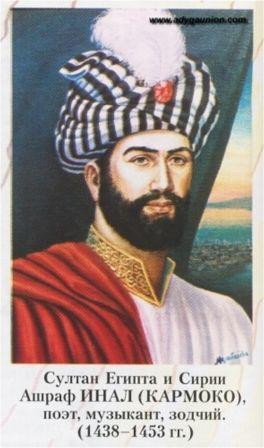 www.adygaunion.com
Султан Египта и Сирии
Ашраф ИНАЛ (КАРМОКО),
поэт, музыкант, зодчий.
(1438–1453 гг.)